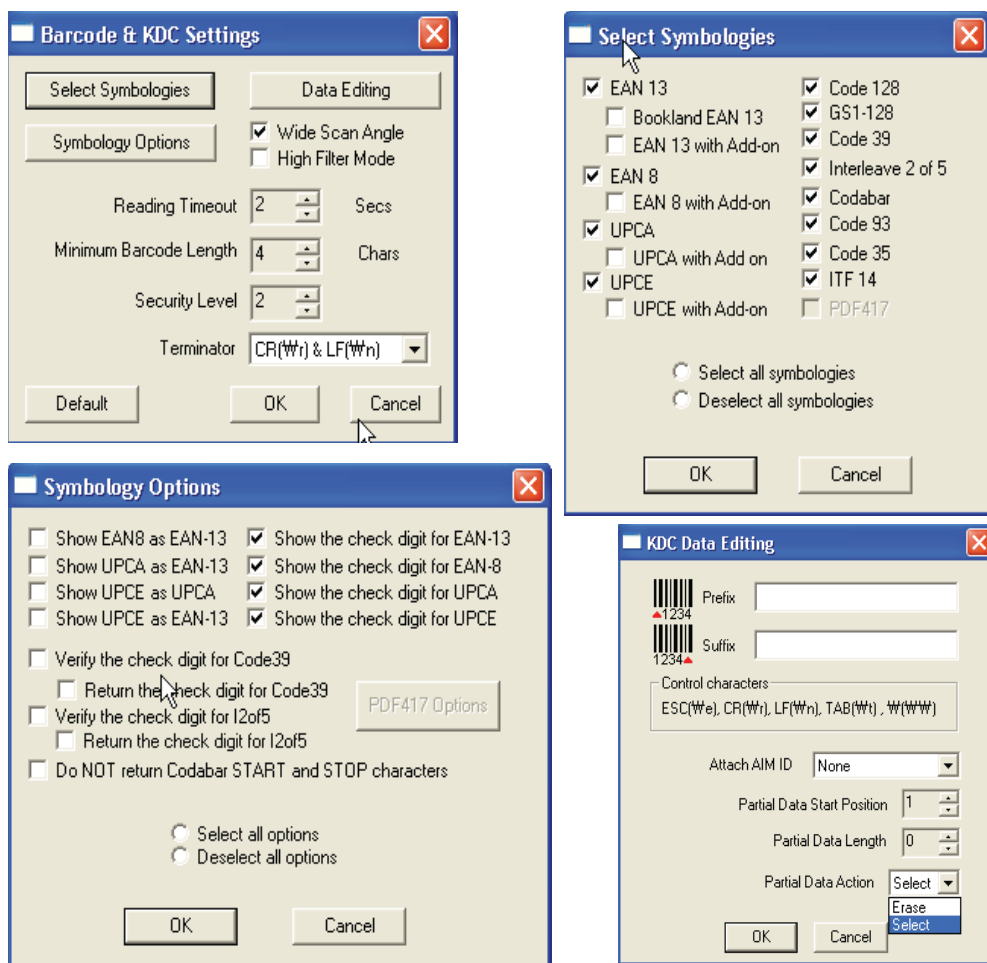 Barcode & KDC Settings
Select Symbologies
Data Editing
Symbology Options
Wide Scan Angle
High Filter Mode
Reading Timeout 2 Secs
Minimum Barcode Length 4 Chars
Security Level 2
Terminator CR(₩r) & LF(₩n)
Default OK Cancel
Select Symbologies
EAN 13
Bookland EAN 13
EAN 13 with Add-on
EAN 8
EAN 8 with Add-on
UPCA
UPCA with Add on
UPCE
UPCE with Add-on
Code 128
GS1-128
Code 39
Interleave 2 of 5
Codabar
Code 93
Code 35
ITF 14
PDF417
Select all symbologies
Deselect all symbologies
OK Cancel
Symbology Options
Show EAN8 as EAN-13
Show UPCA as EAN-13
Show UPCE as UPCA
Show UPCE as EAN-13
Show the check digit for EAN-13
Show the check digit for EAN-8
Show the check digit for UPCA
Show the check digit for UPCE
Verify the check digit for Code39
Return the check digit for Code39
Verify the check digit for I2of5
Return the check digit for I2of5
PDF417 Options
Do NOT return Codabar START and STOP characters
Select all options
Deselect all options
OK Cancel
KDC Data Editing
1234 Prefix
1234 Suffix
Control characters
ESC(₩e), CR(₩r), LF(₩n), TAB(₩t) , ₩(₩₩)
Attach AIM ID None
Partial Data Start Position 1
Partial Data Length 0
Partial Data Action Select
Erase
Select
OK Cancel